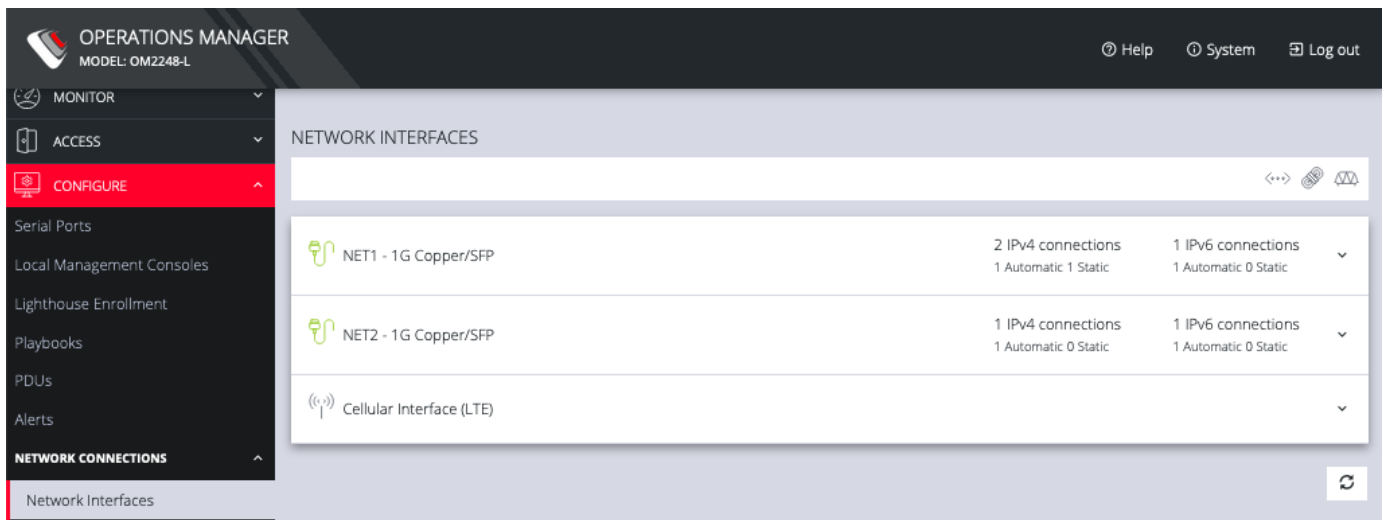 OPERATIONS MANAGER
MODEL: OM2248-L
Help
System
Log out
MONITOR
ACCESS
CONFIGURE
Serial Ports
Local Management Consoles
Lighthouse Enrollment
Playbooks
PDUs
Alerts
NETWORK CONNECTIONS
Network Interfaces
NETWORK INTERFACES
NET1 - 1G Copper/SFP
2 IPv4 connections
1 Automatic 1 Static
1 IPv6 connections
1 Automatic 0 Static
NET2 - 1G Copper/SFP
1 IPv4 connections
1 Automatic 0 Static
1 IPv6 connections
1 Automatic 0 Static
Cellular Interface (LTE)